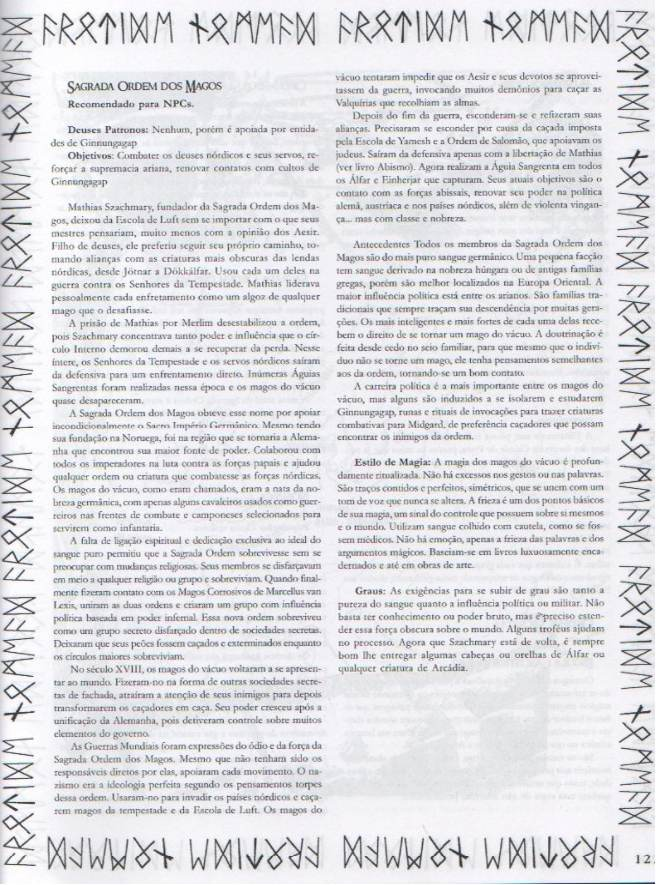 SAGRADA ORDEM DOS MAGOS
Recomendado para NPCs.
Deuses Patronos: Nenhum, porém é apoiada por entida-
des de Ginnungagap
Objetivos: Combater os deuses nórdicos e seus servos, re-
forçar a supremacia ariana, renovar contatos com cultos de
Ginnungagap
Mathias Szachmary, fundador da Sagrada Ordem dos Ma-
gos, deixou da Escola de Luft sem se importar com o que seus
mestres pensariam, muito menos com a opinião dos Aesir.
Filho de deuses, ele preferiu seguir seu próprio caminho, to-
mando alianças com as criaturas mais obscuras das lendas
nórdicas, desde Jötnar a Dökkálfar. Usou cada um deles na
guerra contra os Senhores da Tempestade. Mathias liderava
pessoalmente cada enfretamento como um algoz de qualquer
mago que o desafiasse.
A prisão de Mathias por Merlim desestabilizou a ordem,
pois Szachmary concentrava tanto poder e influência que o cír-
culo Interno demorou demais a se recuperar da perda. Nesse
ínterc, os Senhores da Tempestade e os servos nórdicos saíram
da defensiva para um enfrentamento direto. Inúmeras Águias
Sangrentas foram realizadas nessa época e os magos do vácuo
quase desapareceram.
A Sagrada Ordem dos Magos obteve esse nome por apoiar
incondicionalmente o Sacro Império Germânico. Mesmo tendo
sua fundação na Noruega, foi na região que se tornaria a Alema-
nha que encontrou sua maior fonte de poder. Colaborou com
todos os imperadores na luta contra as forças papais e ajudou
qualquer ordem ou criatura que combatesse as forças nórdicas.
Os magos do vácuo, como eram chamados, eram a nata da no-
breza germânica, com apenas alguns cavaleiros usados como guer-
reiros nas frentes de combate e camponeses selecionados para
servirem como infantaria.
A falta de ligação espiritual e dedicação exclusiva ao ideal do
sangue puro permitiu que a Sagrada Ordem sobrevivesse sem se
preocupar com mudanças religiosas. Seus membros se disfarçavam
em meio a qualquer religião ou grupo e sobreviviam. Quando final-
mente fizeram contato com os Magos Corrosivos de Marcellus van
Lexis, uniram as duas ordens e criaram um grupo com influência
política baseada em poder infernal. Essa nova ordem sobreviveu
como um grupo secreto disfarçado dentro de sociedades secretas.
Deixaram que seus peões fossem caçados e exterminados enquanto
os círculos maiores sobreviviam.
No século XVIII, os magos do vácuo voltaram a se apresen-
tar ao mundo. Fizeram-no na forma de outras sociedades secre-
tas de fachada, atraíram a atenção de seus inimigos para depois
transformarem os caçadores em caça. Seu poder cresceu após a
unificação da Alemanha, pois detiveram controle sobre muitos
elementos do governo.
As Guerras Mundiais foram expressões do ódio e da força da
Sagrada Ordem dos Magos. Mesmo que não tenham sido os
responsáveis diretos por elas, apoiaram cada movimento. O na-
zismo era a ideologia perfeita segundo os pensamentos torpes
dessa ordem. Usaram-no para invadir os países nórdicos e caça-
rem magos da tempestade e da Escola de Luft. Os magos do
vácuo tentaram impedir que os Aesir e seus devotos se aprovei-
tassem da guerra, invocando muitos demônios para caçar as
Valquírias que recolhiam as almas.
Depois do fim da guerra, esconderam-se e refizeram suas
alianças. Precisaram se esconder por causa da caçada imposta
pela Escola de Yamesh e a Ordem de Salomão, que apoiavam os
judeus. Saíram da defensiva apenas com a libertação de Mathias
(ver livro Abismo). Agora realizam a Águia Sangrenta em todos
os Álfar e Einherjar que capturam. Seus atuais objetivos são o
contato com as forças abissais, renovar seu poder na política
alemã, austríaca e nos países nórdicos, além de violenta vingan-
ça... mas com classe e nobreza.
Antecedentes Todos os membros da Sagrada Ordem dos
Magos são do mais puro sangue germânico. Uma pequena facção
tem sangue derivado na nobreza húngara ou de antigas famílias
gregas, porém são melhor localizados na Europa Oriental. A
maior influência política está entre os arianos. São famílias tra-
dicionais que sempre traçam sua descendência por muitas gera-
ções. Os mais inteligentes e mais fortes de cada uma delas rece-
bem o direito de se tornar um mago do vácuo. A doutrinação é
feita desde cedo no seio familiar, para que mesmo que o indiví-
duo não se torne um mago, ele tenha pensamentos semelhantes
aos da ordem, tornando-se um bom contato.
A carreira política é a mais importante entre os magos do
vácuo, mas alguns são induzidos a se isolarem e estudarem
Ginnungagap, runas e rituais de invocações para trazer criaturas
combativas para Midgard, de preferência caçadores que possam
encontrar os inimigos da ordem.
Estilo de Magia: A magia dos magos do vácuo é profun-
damente ritualizada. Não há excessos nos gestos ou nas palavras.
São traços contidos e perfeitos, simétricos, que se unem com um
tom de voz que nunca se altera. A frieza é um dos pontos básicos
de sua magia, um sinal do controle que possuem sobre si mesmos
e o mundo. Utilizam sangue colhido com cautela, como se fos-
sem médicos. Não há emoção, apenas a frieza das palavras e dos
argumentos mágicos. Baseiam-se em livros luxuosamente enca-
dernados e até em obras de arte.
Graus: As exigências para se subir de grau são tanto a
pureza do sangue quanto a influência política ou militar. Não
basta ter conhecimento ou poder bruto, mas é preciso esten-
der essa força obscura sobre o mundo. Alguns troféus ajudam
no processo. Agora que Szachmary está de volta, é sempre
bom lhe entregar algumas cabeças ou orelhas de Álfar ou
qualquer criatura de Arcádia.